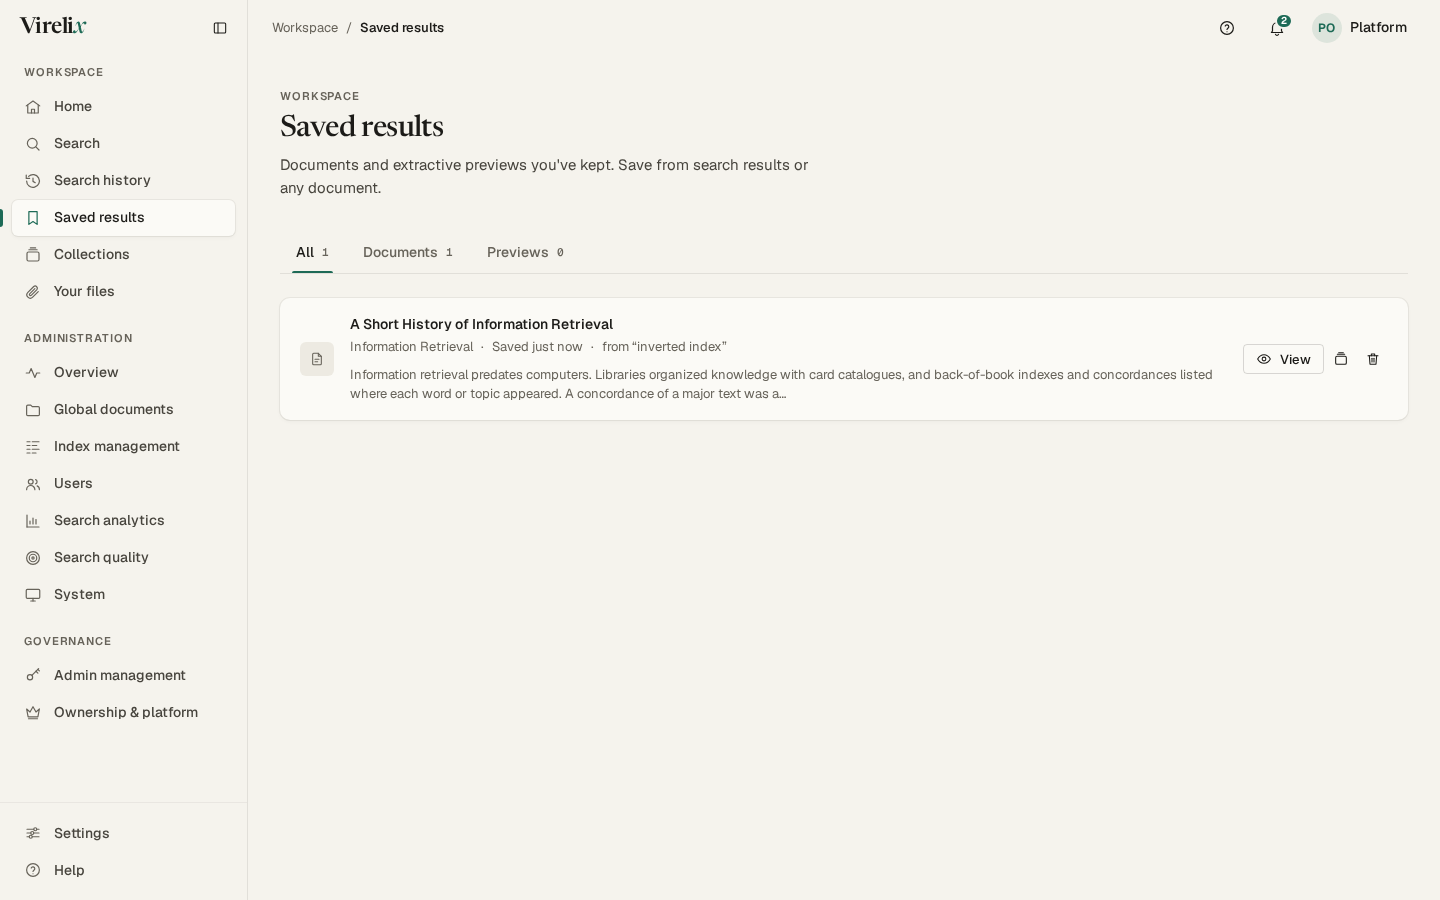 Virelix
Workspace / Saved results
2
PO Platform
WORKSPACE
Home
Search
Search history
Saved results
Collections
Your files
ADMINISTRATION
Overview
Global documents
Index management
Users
Search analytics
Search quality
System
GOVERNANCE
Admin management
Ownership & platform
Settings
Help
WORKSPACE
Saved results
Documents and extractive previews you've kept. Save from search results or
any document.
All 1 Documents 1 Previews 0
A Short History of Information Retrieval
Information Retrieval · Saved just now · from “inverted index”
Information retrieval predates computers. Libraries organized knowledge with card catalogues, and back-of-book indexes and concordances listed
where each word or topic appeared. A concordance of a major text was a…
View